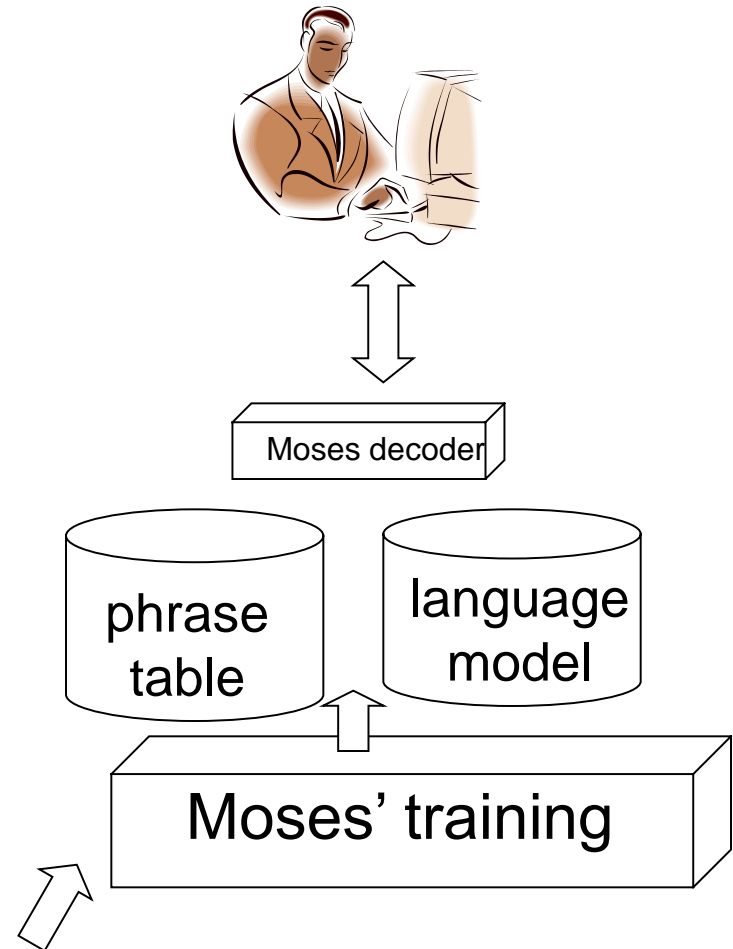 Moses decoder
phrase
table
language
model
Moses’ training